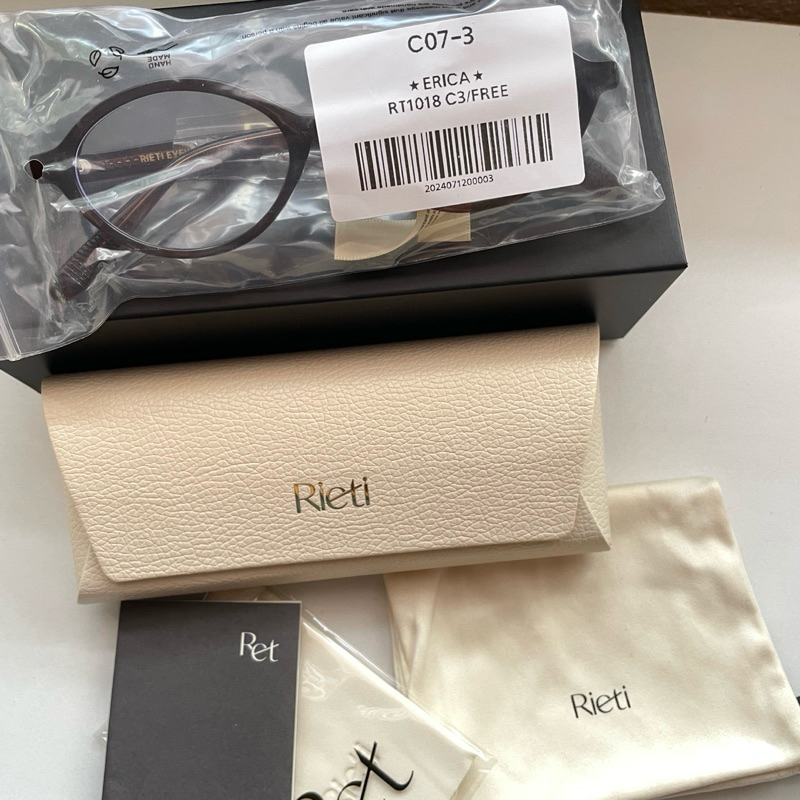 HAND
MADE
C07-3
★ ERICA ★
RT1018 C3/FREE
2024071200003
RIETI EYE
Rieti
Ret
Rieti